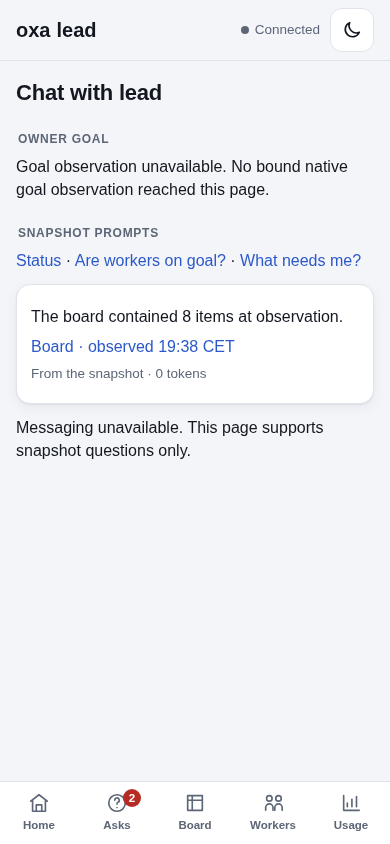 oxa lead
Connected
Chat with lead
OWNER GOAL
Goal observation unavailable. No bound native
goal observation reached this page.
SNAPSHOT PROMPTS
Status · Are workers on goal? · What needs me?
The board contained 8 items at observation.
Board · observed 19:38 CET
From the snapshot · 0 tokens
Messaging unavailable. This page supports
snapshot questions only.
2
Home Asks Board Workers Usage